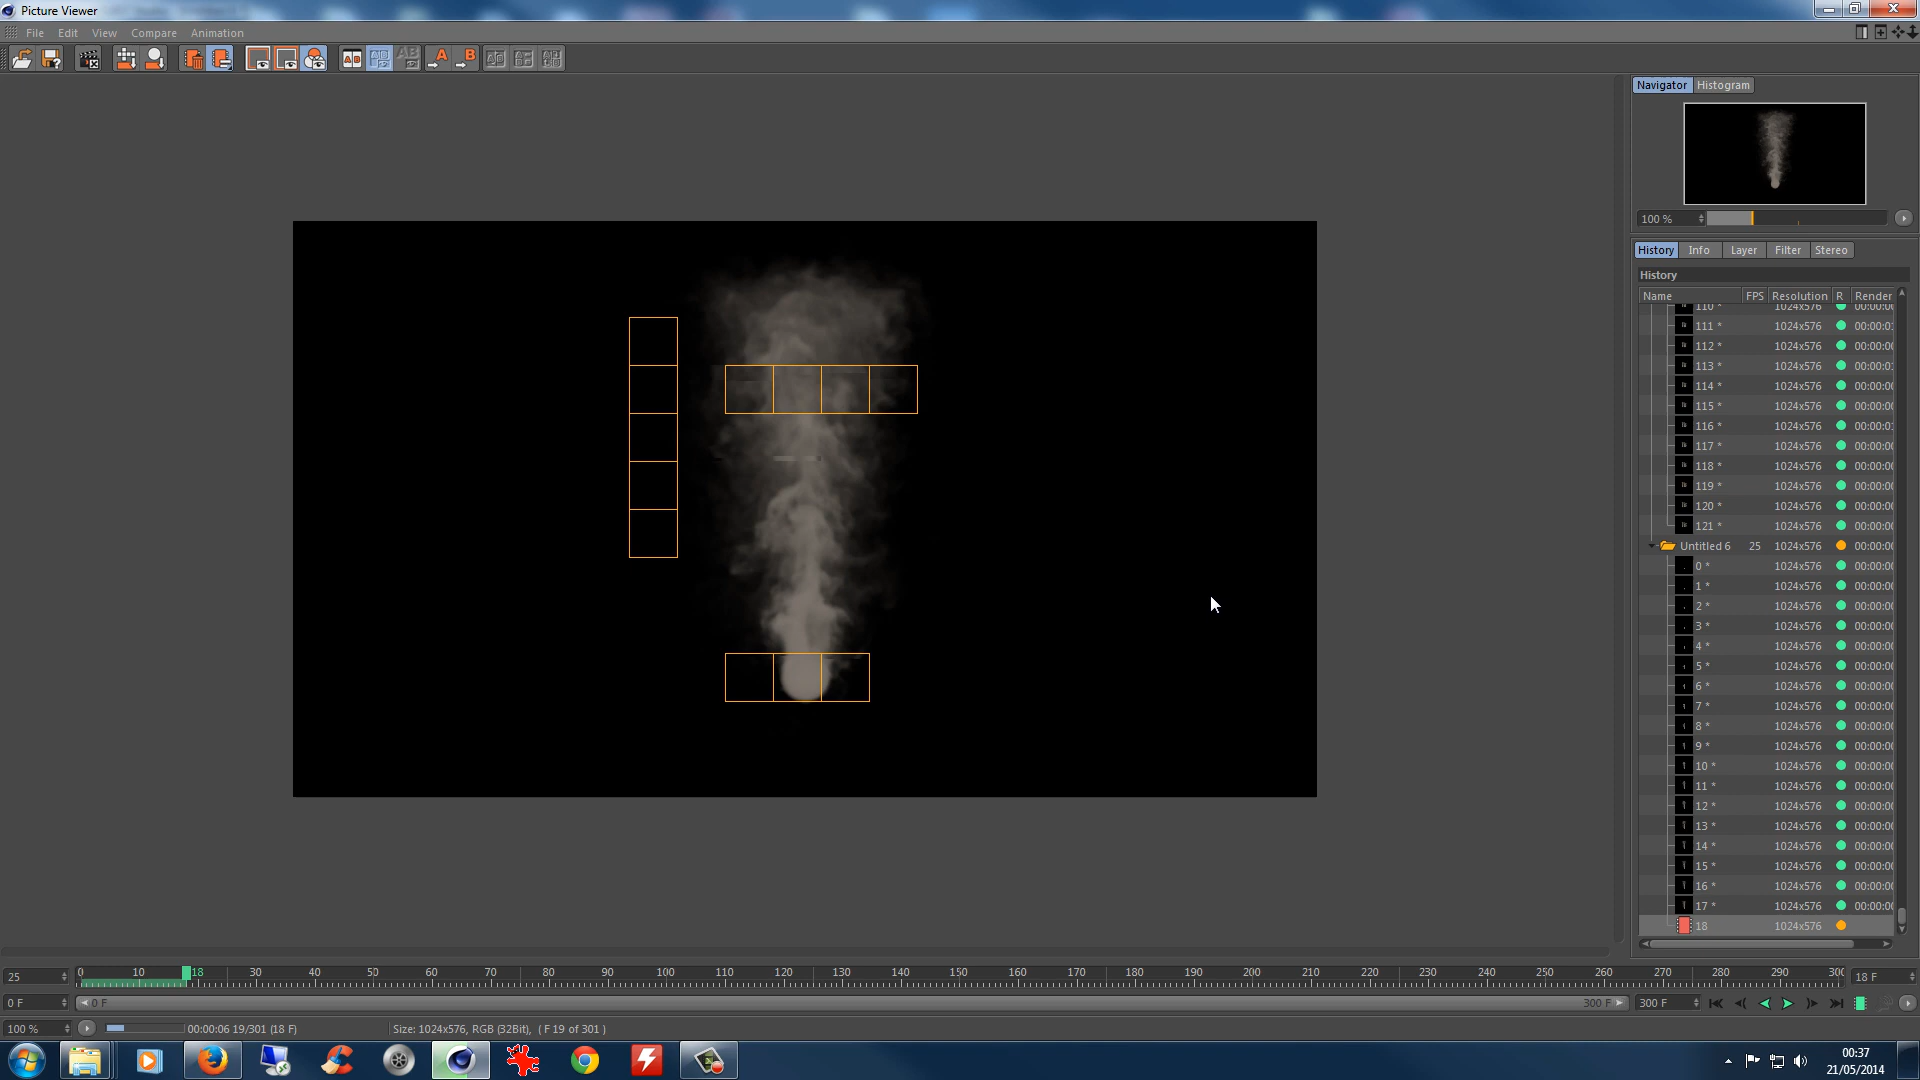 Picture Viewer
File Edit View Compare Animation
Navigator Histogram
100 %
History Info Layer Filter Stereo
History
Name FPS Resolution R Render
110 * 1024x576
111 * 1024x576
112 * 1024x576
113 * 1024x576
114 * 1024x576
115 * 1024x576
116 * 1024x576
117 * 1024x576
118 * 1024x576
119 * 1024x576
120 * 1024x576
121 * 1024x576
Untitled 6 25 1024x576
0 * 1024x576
1 * 1024x576
2 * 1024x576
3 * 1024x576
4 * 1024x576
5 * 1024x576
6 * 1024x576
7 * 1024x576
8 * 1024x576
9 * 1024x576
10 * 1024x576
11 * 1024x576
12 * 1024x576
13 * 1024x576
14 * 1024x576
15 * 1024x576
16 * 1024x576
17 * 1024x576
18 1024x576
25 0 10 18 30 40 50 60 70 80 90 100 110 120 130 140 150 160 170 180 190 200 210 220 230 240 250 260 270 280 290 300 18 F
0 F 0 F 300 F 300 F
100 % 00:00:06 19/301 (18 F) Size: 1024x576, RGB (32Bit), ( F 19 of 301 )
00:37
21/05/2014